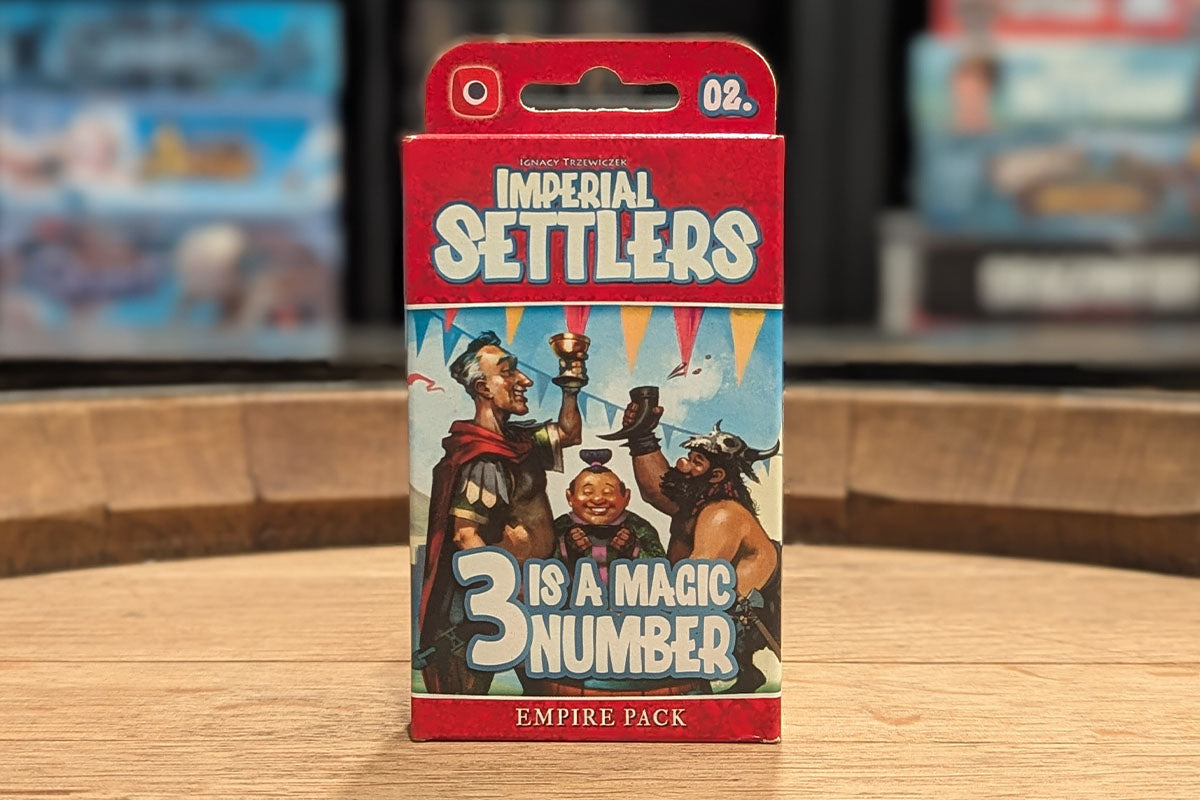 02.
IGNACY TRZEWICZEK
IMPERIAL
SETTLERS
3 IS A MAGIC
NUMBER
EMPIRE PACK